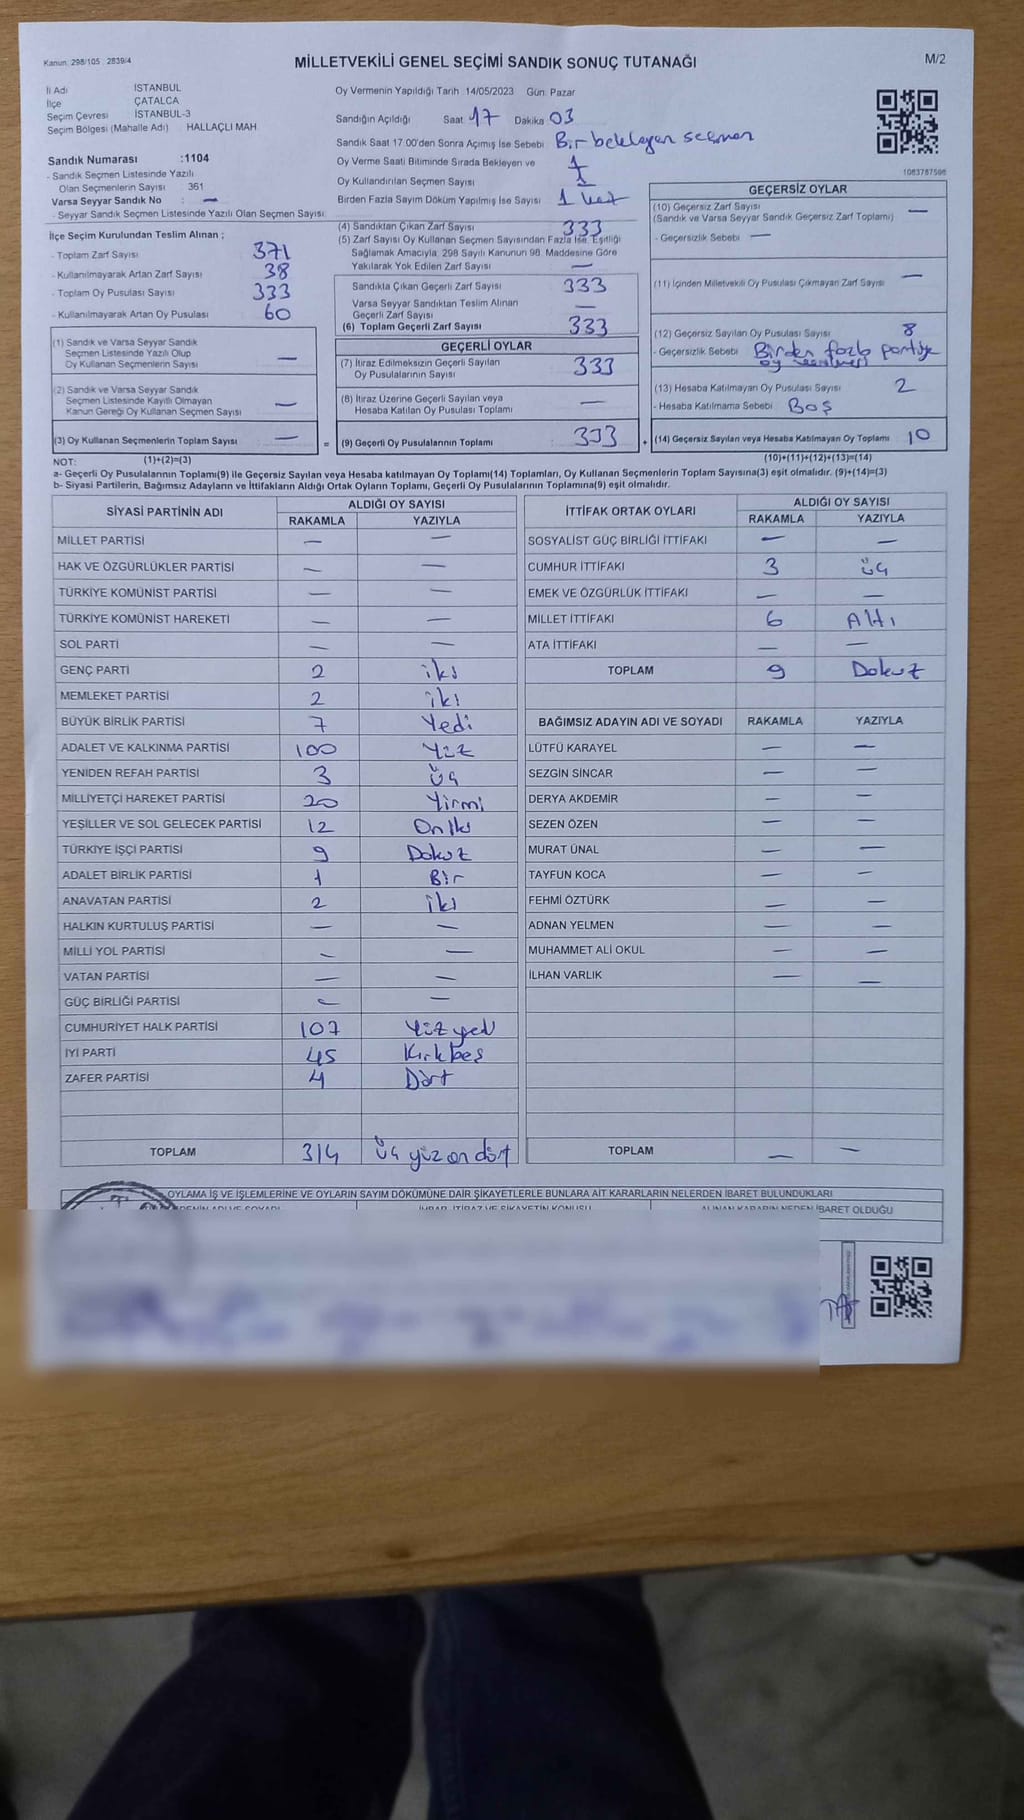 Kanun: 298/105 2839/4
MİLLETVEKİLİ GENEL SEÇİMİ SANDIK SONUÇ TUTANAĞI
M/2
İl Adı İSTANBUL
İlçe ÇATALCA
Seçim Çevresi İSTANBUL-3
Seçim Bölgesi (Mahalle Adı) HALLAÇLI MAH
Sandık Numarası :1104
- Sandık Seçmen Listesinde Yazılı
Olan Seçmenlerin Sayısı : 361
Varsa Seyyar Sandık No : —
- Seyyar Sandık Seçmen Listesinde Yazılı Olan Seçmen Sayısı:
Oy Vermenin Yapıldığı Tarih 14/05/2023 Gün: Pazar
Sandığın Açıldığı Saat 17 Dakika 03
Sandık Saat 17.00'den Sonra Açımış İse Sebebi Bir bekleyen seçmen
Oy Verme Saati Bitiminde Sırada Bekleyen ve 1
Oy Kullandırılan Seçmen Sayısı 1
Birden Fazla Sayım Döküm Yapılmış İse Sayısı 1 kez
1083787506
İlçe Seçim Kurulundan Teslim Alınan ;
- Toplam Zarf Sayısı 371
- Kullanılmayarak Artan Zarf Sayısı 38
- Toplam Oy Pusulası Sayısı 333
- Kullanılmayarak Artan Oy Pusulası 60
(1) Sandık ve Varsa Seyyar Sandık
Seçmen Listesinde Yazılı Olup
Oy Kullanan Seçmenlerin Sayısı —
(2) Sandık ve Varsa Seyyar Sandık
Seçmen Listesinde Kayıtlı Olmayan
Kanun Gereği Oy Kullanan Seçmen Sayısı —
(3) Oy Kullanan Seçmenlerin Toplam Sayısı —
(1)+(2)=(3)
(4) Sandıktan Çıkan Zarf Sayısı 333
(5) Zarf Sayısı Oy Kullanan Seçmen Sayısından Fazla İse, Eşitliği
Sağlamak Amacıyla, 298 Sayılı Kanunun 98. Maddesine Göre
Yakılarak Yok Edilen Zarf Sayısı —
Sandıkla Çıkan Geçerli Zarf Sayısı 333
Varsa Seyyar Sandıktan Teslim Alınan
Geçerli Zarf Sayısı —
(6) Toplam Geçerli Zarf Sayısı 333
GEÇERLİ OYLAR
(7) İtiraz Edilmeksizin Geçerli Sayılan
Oy Pusulalarının Sayısı 333
(8) İtiraz Üzerine Geçerli Sayılan veya
Hesaba Katılan Oy Pusulası Toplamı —
= (9) Geçerli Oy Pusulalarının Toplamı 333 +
GEÇERSİZ OYLAR
(10) Geçersiz Zarf Sayısı
(Sandık ve Varsa Seyyar Sandık Geçersiz Zarf Toplamı) —
- Geçersizlik Sebebi —
(11) İçinden Milletvekili Oy Pusulası Çıkmayan Zarf Sayısı —
(12) Geçersiz Sayılan Oy Pusulası Sayısı 8
- Geçersizlik Sebebi Birden fazla partiye
oy
(13) Hesaba Katılmayan Oy Pusulası Sayısı 2
- Hesaba Katılmama Sebebi: Boş
(14) Geçersiz Sayılan veya Hesaba Katılmayan Oy Toplamı 10
(10)+(11)+(12)+(13)=(14)
NOT:
a- Geçerli Oy Pusulalarının Toplamı(9) ile Geçersiz Sayılan veya Hesaba katılmayan Oy Toplamı(14) Toplamları, Oy Kullanan Seçmenlerin Toplam Sayısına(3) eşit olmalıdır. (9)+(14)=(3)
b- Siyasi Partilerin, Bağımsız Adayların ve İttifakların Aldığı Ortak Oyların Toplamı, Geçerli Oy Pusulalarının Toplamına(9) eşit olmalıdır.
SİYASİ PARTİNİN ADI ALDIĞI OY SAYISI
RAKAMLA YAZIYLA
MİLLET PARTİSİ — —
HAK VE ÖZGÜRLÜKLER PARTİSİ — —
TÜRKİYE KOMÜNİST PARTİSİ — —
TÜRKİYE KOMÜNİST HAREKETİ — —
SOL PARTİ — —
GENÇ PARTİ 2 iki
MEMLEKET PARTİSİ 2 iki
BÜYÜK BİRLİK PARTİSİ 7 Yedi
ADALET VE KALKINMA PARTİSİ 100 Yüz
YENİDEN REFAH PARTİSİ 3 Üç
MİLLİYETÇİ HAREKET PARTİSİ 20 Yirmi
YEŞİLLER VE SOL GELECEK PARTİSİ 12 Oniki
TÜRKİYE İŞÇİ PARTİSİ 9 Dokuz
ADALET BİRLİK PARTİSİ 1 Bir
ANAVATAN PARTİSİ 2 iki
HALKIN KURTULUŞ PARTİSİ — —
MİLLİ YOL PARTİSİ — —
VATAN PARTİSİ — —
GÜÇ BİRLİĞİ PARTİSİ — —
CUMHURİYET HALK PARTİSİ 107 Yüz yedi
İYİ PARTİ 45 Kırkbeş
ZAFER PARTİSİ 4 Dört
TOPLAM 314 Üç yüz on dört
İTTİFAK ORTAK OYLARI ALDIĞI OY SAYISI
RAKAMLA YAZIYLA
SOSYALİST GÜÇ BİRLİĞİ İTTİFAKI — —
CUMHUR İTTİFAKI 3 üç
EMEK VE ÖZGÜRLÜK İTTİFAKI — —
MİLLET İTTİFAKI 6 Altı
ATA İTTİFAKI — —
TOPLAM 9 Dokuz
BAĞIMSIZ ADAYIN ADI VE SOYADI RAKAMLA YAZIYLA
LÜTFÜ KARAYEL — —
SEZGİN SİNCAR — —
DERYA AKDEMİR — —
SEZEN ÖZEN — —
MURAT ÜNAL — —
TAYFUN KOCA — —
FEHMİ ÖZTÜRK — —
ADNAN YELMEN — —
MUHAMMET ALİ OKUL — —
İLHAN VARLIK — —
TOPLAM — —
OYLAMA İŞ VE İŞLEMLERİNE VE OYLARIN SAYIM DÖKÜMÜNE DAİR ŞİKAYETLERLE BUNLARA AİT KARARLARIN NELERDEN İBARET BULUNDUKLARI
İHBAR, İTİRAZ VE ŞİKAYETİN KONUSU ALINAN KARARIN NEDEN İBARET OLDUĞU